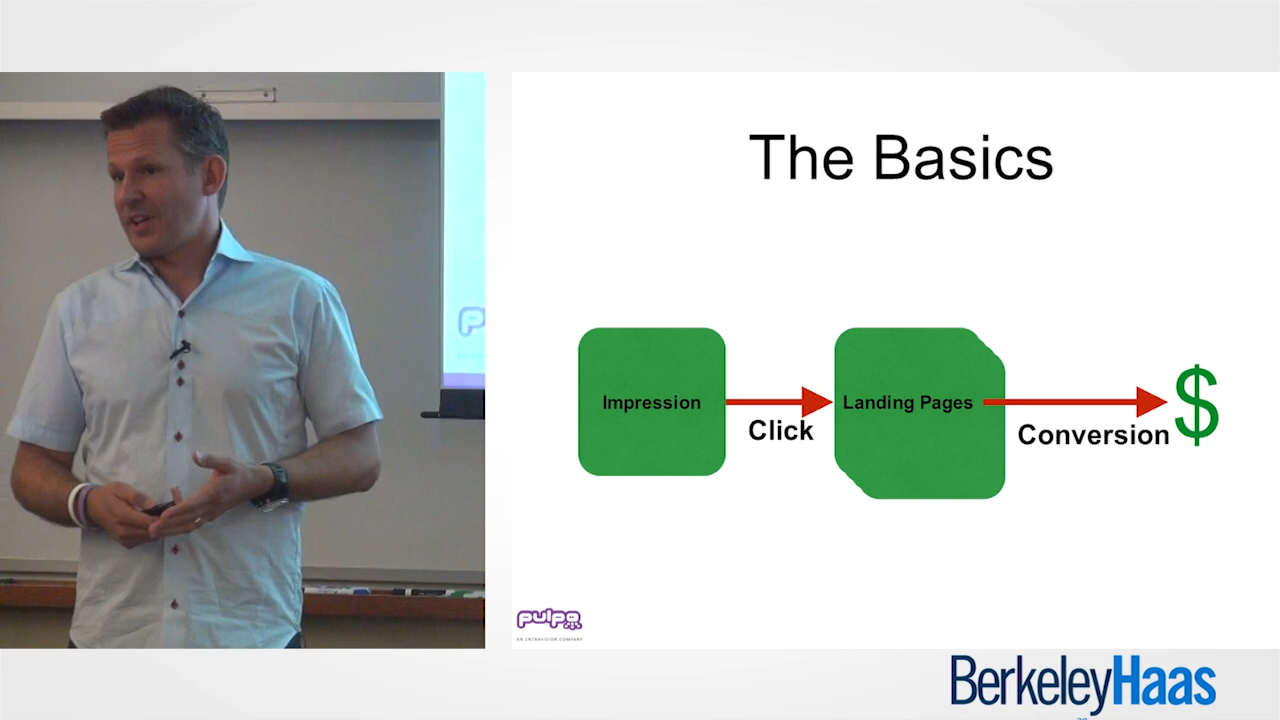 The Basics
Impression
Click
Landing Pages
Conversion
$
pulpo
AN ENTRAVISION COMPANY
BerkeleyHaas